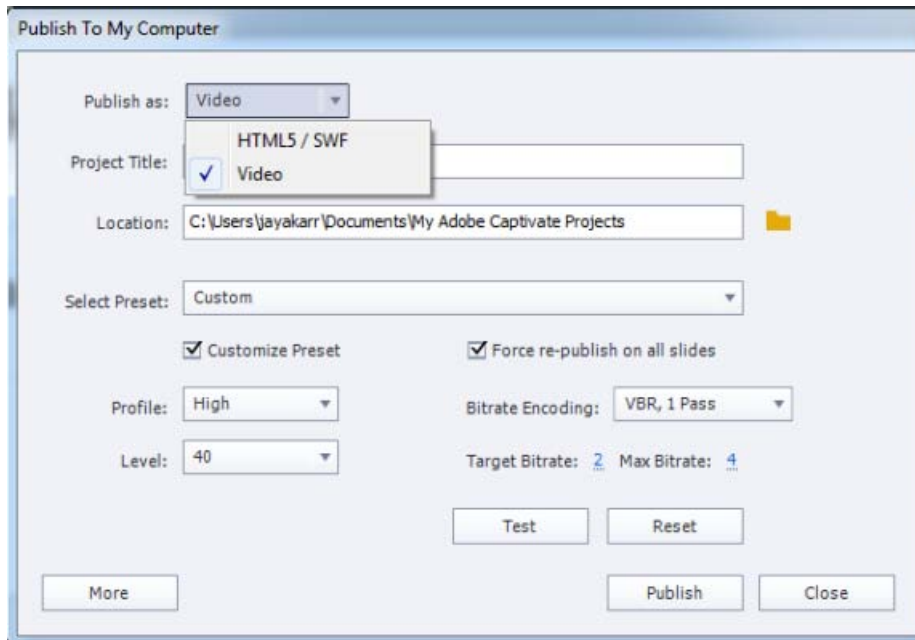 Publish To My Computer
Publish as: Video
HTML5 / SWF
Project Title:
Video
Location: C:\Users\jayakarr\Documents\My Adobe Captivate Projects
Select Preset: Custom
Customize Preset Force re-publish on all slides
Profile: High Bitrate Encoding: VBR, 1 Pass
Level: 40 Target Bitrate: 2 Max Bitrate: 4
Test Reset
More Publish Close